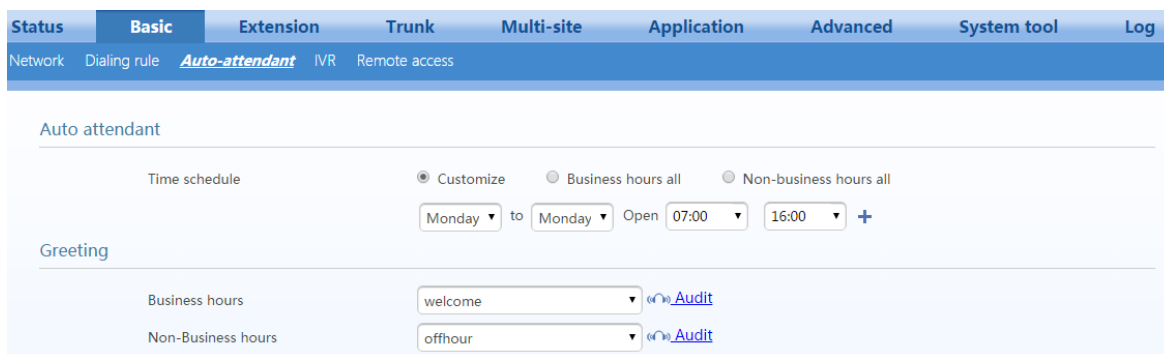 Status Basic Extension Trunk Multi-site Application Advanced System tool Log
Network Dialing rule Auto-attendant IVR Remote access
Auto attendant
Time schedule Customize Business hours all Non-business hours all
Monday to Monday Open 07:00 16:00 +
Greeting
Business hours welcome Audit
Non-Business hours offhour Audit